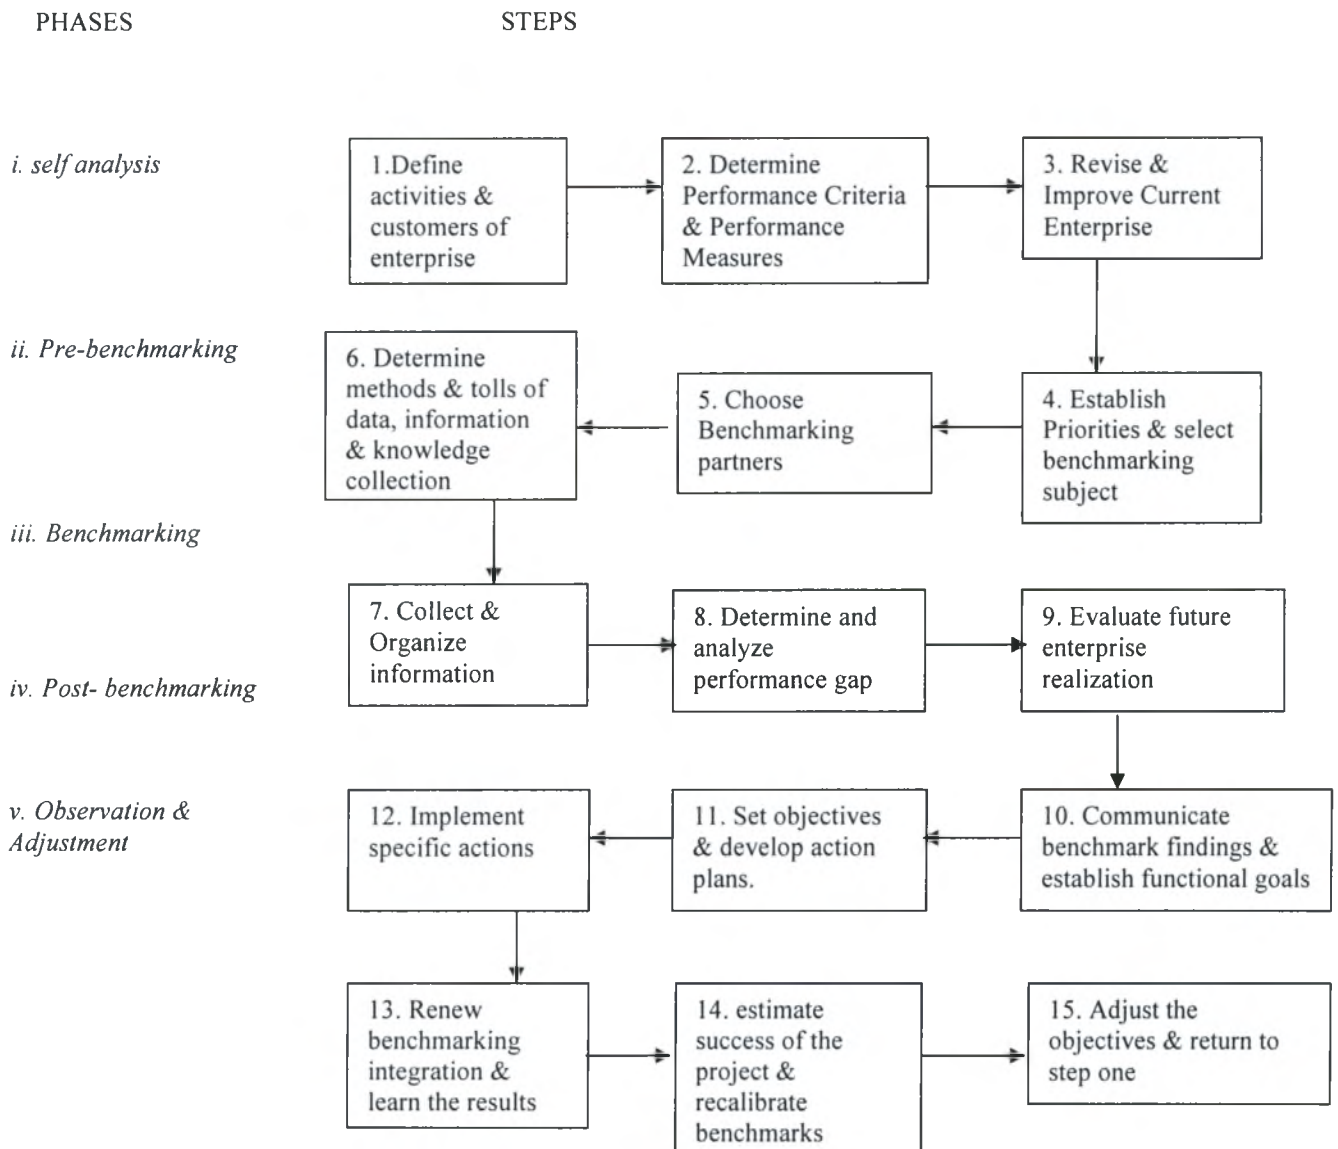 PHASES
STEPS
i. self analysis
1.Define
activities &
customers of
enterprise
2. Determine
Performance Criteria
& Performance
Measures
3. Revise &
Improve Current
Enterprise
ii. Pre-benchmarking
6. Determine
methods & tolls of
data, information
& knowledge
collection
5. Choose
Benchmarking
partners
4. Establish
Priorities & select
benchmarking
subject
iii. Benchmarking
7. Collect &
Organize
information
8. Determine and
analyze
performance gap
9. Evaluate future
enterprise
realization
iv. Post- benchmarking
v. Observation &
Adjustment
12. Implement
specific actions
11. Set objectives
& develop action
plans.
10. Communicate
benchmark findings &
establish functional goals
13. Renew
benchmarking
integration &
learn the results
14. estimate
success of the
project &
recalibrate
benchmarks
15. Adjust the
objectives & return to
step one